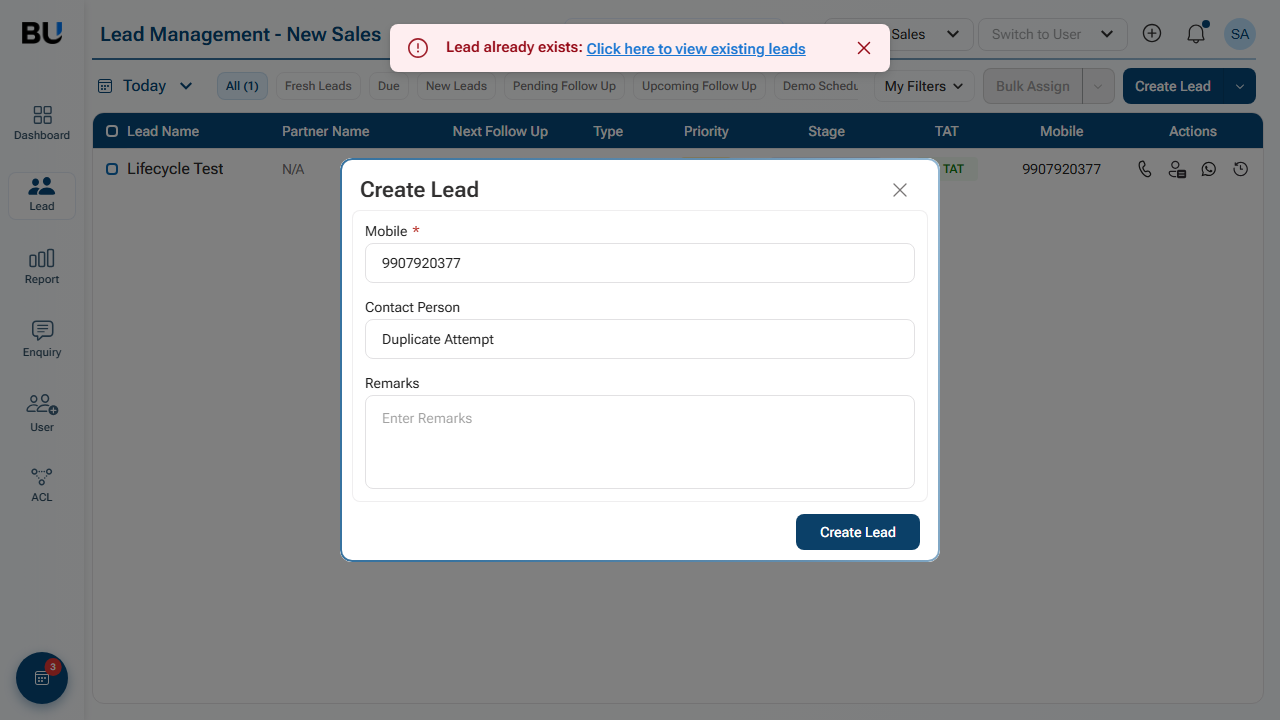 BU
Lead Management - New Sales
Sales
Switch to User
SA
Lead already exists: Click here to view existing leads
Today
All (1)
Fresh Leads
Due
New Leads
Pending Follow Up
Upcoming Follow Up
Demo Schedu
My Filters
Bulk Assign
Create Lead
Lead Name
Partner Name
Next Follow Up
Type
Priority
Stage
TAT
Mobile
Actions
Lifecycle Test
N/A
TAT
9907920377
Dashboard
Lead
Report
Enquiry
User
ACL
3
Create Lead
Mobile *
9907920377
Contact Person
Duplicate Attempt
Remarks
Enter Remarks
Create Lead